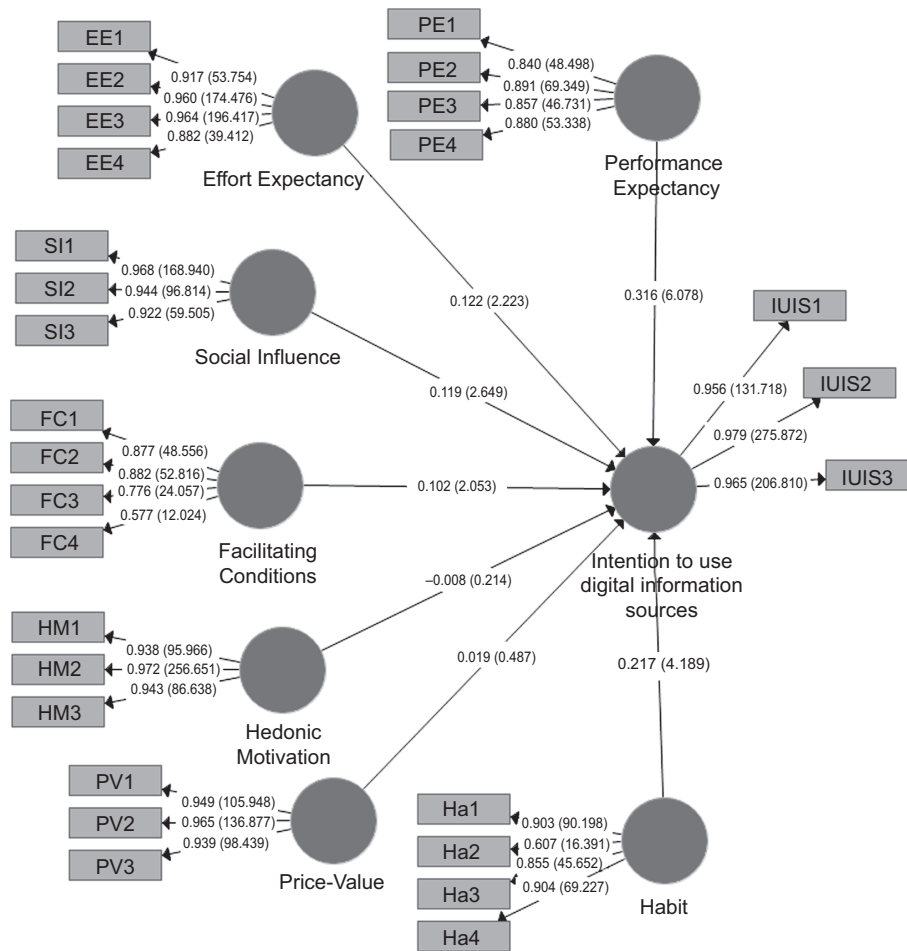 EE1
EE2
EE3
EE4
0.917 (53.754)
0.960 (174.476)
0.964 (196.417)
0.882 (39.412)
Effort Expectancy
PE1
PE2
PE3
PE4
0.840 (48.498)
0.891 (69.349)
0.857 (46.731)
0.880 (53.338)
Performance
Expectancy
SI1
SI2
SI3
0.968 (168.940)
0.944 (96.814)
0.922 (59.505)
Social Influence
0.122 (2.223)
0.316 (6.078)
0.119 (2.649)
IUIS1
IUIS2
IUIS3
0.956 (131.718)
0.979 (275.872)
0.965 (206.810)
FC1
FC2
FC3
FC4
0.877 (48.556)
0.882 (52.816)
0.776 (24.057)
0.577 (12.024)
Facilitating
Conditions
0.102 (2.053)
Intention to use
digital information
sources
–0.008 (0.214)
0.019 (0.487)
0.217 (4.189)
HM1
HM2
HM3
0.938 (95.966)
0.972 (256.651)
0.943 (86.638)
Hedonic
Motivation
PV1
PV2
PV3
0.949 (105.948)
0.965 (136.877)
0.939 (98.439)
Price-Value
Ha1
Ha2
Ha3
Ha4
0.903 (90.198)
0.607 (16.391)
0.855 (45.652)
0.904 (69.227)
Habit